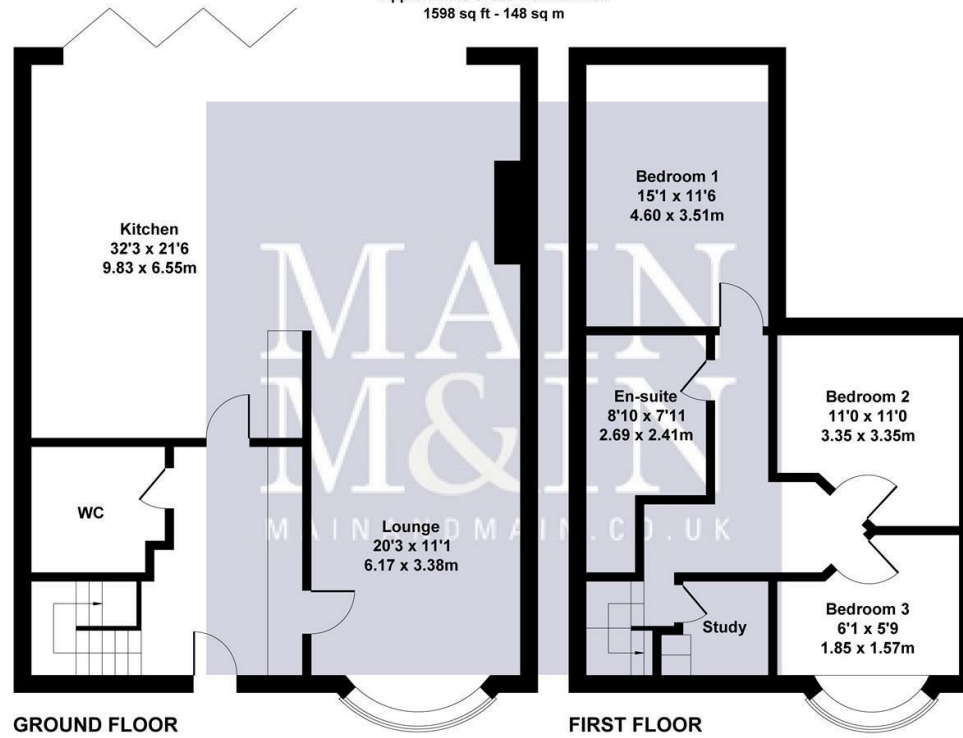 1598 sq ft - 148 sq m
Kitchen
32'3 x 21'6
9.83 x 6.55m
WC
Lounge
20'3 x 11'1
6.17 x 3.38m
GROUND FLOOR
Bedroom 1
15'1 x 11'6
4.60 x 3.51m
En-suite
8'10 x 7'11
2.69 x 2.41m
Bedroom 2
11'0 x 11'0
3.35 x 3.35m
Study
Bedroom 3
6'1 x 5'9
1.85 x 1.57m
FIRST FLOOR
MAIN
M&IN
MAINANDMAIN.CO.UK